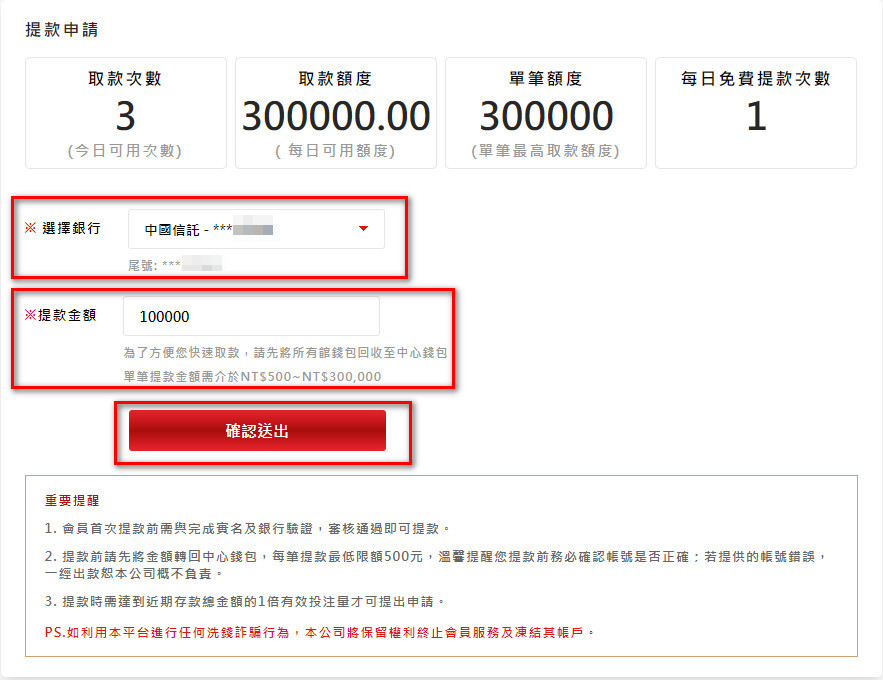 提款申請
取款次數
3
(今日可用次數)
取款額度
300000.00
( 每日可用額度)
單筆額度
300000
(單筆最高取款額度)
每日免費提款次數
1
※ 選擇銀行
中國信託 - ***
尾號: ***
※提款金額
100000
為了方便您快速取款，請先將所有館錢包回收至中心錢包
單筆提款金額需介於NT$500~NT$300,000
確認送出
重要提醒
1. 會員首次提款前需與完成實名及銀行驗證，審核通過即可提款。
2. 提款前請先將金額轉回中心錢包，每筆提款最低限額500元，溫馨提醒您提款前務必確認帳號是否正確；若提供的帳號錯誤，
一經出款恕本公司概不負責。
3. 提款時需達到近期存款總金額的1倍有效投注量才可提出申請。
PS.如利用本平台進行任何洗錢詐騙行為，本公司將保留權利終止會員服務及凍結其帳戶。